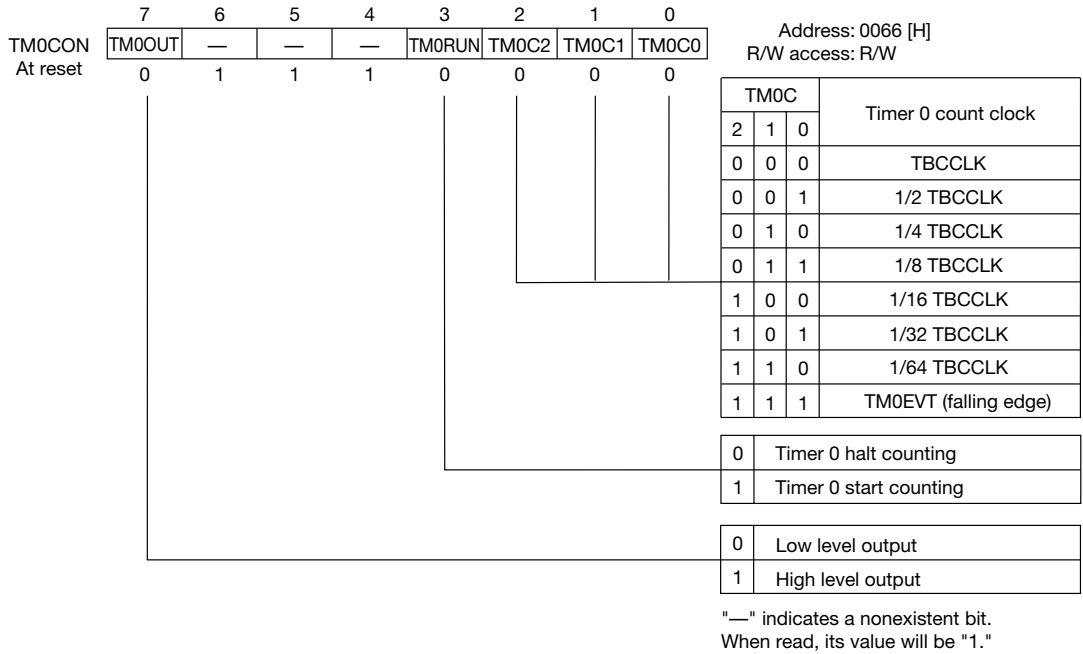 7 6 5 4 3 2 1 0
TM0CON TM0OUT — — — TM0RUN TM0C2 TM0C1 TM0C0
At reset 0 1 1 1 0 0 0 0
Address: 0066 [H]
R/W access: R/W
TM0C Timer 0 count clock
2 1 0
0 0 0 TBCCLK
0 0 1 1/2 TBCCLK
0 1 0 1/4 TBCCLK
0 1 1 1/8 TBCCLK
1 0 0 1/16 TBCCLK
1 0 1 1/32 TBCCLK
1 1 0 1/64 TBCCLK
1 1 1 TM0EVT (falling edge)
0 Timer 0 halt counting
1 Timer 0 start counting
0 Low level output
1 High level output
"—" indicates a nonexistent bit.
When read, its value will be "1."